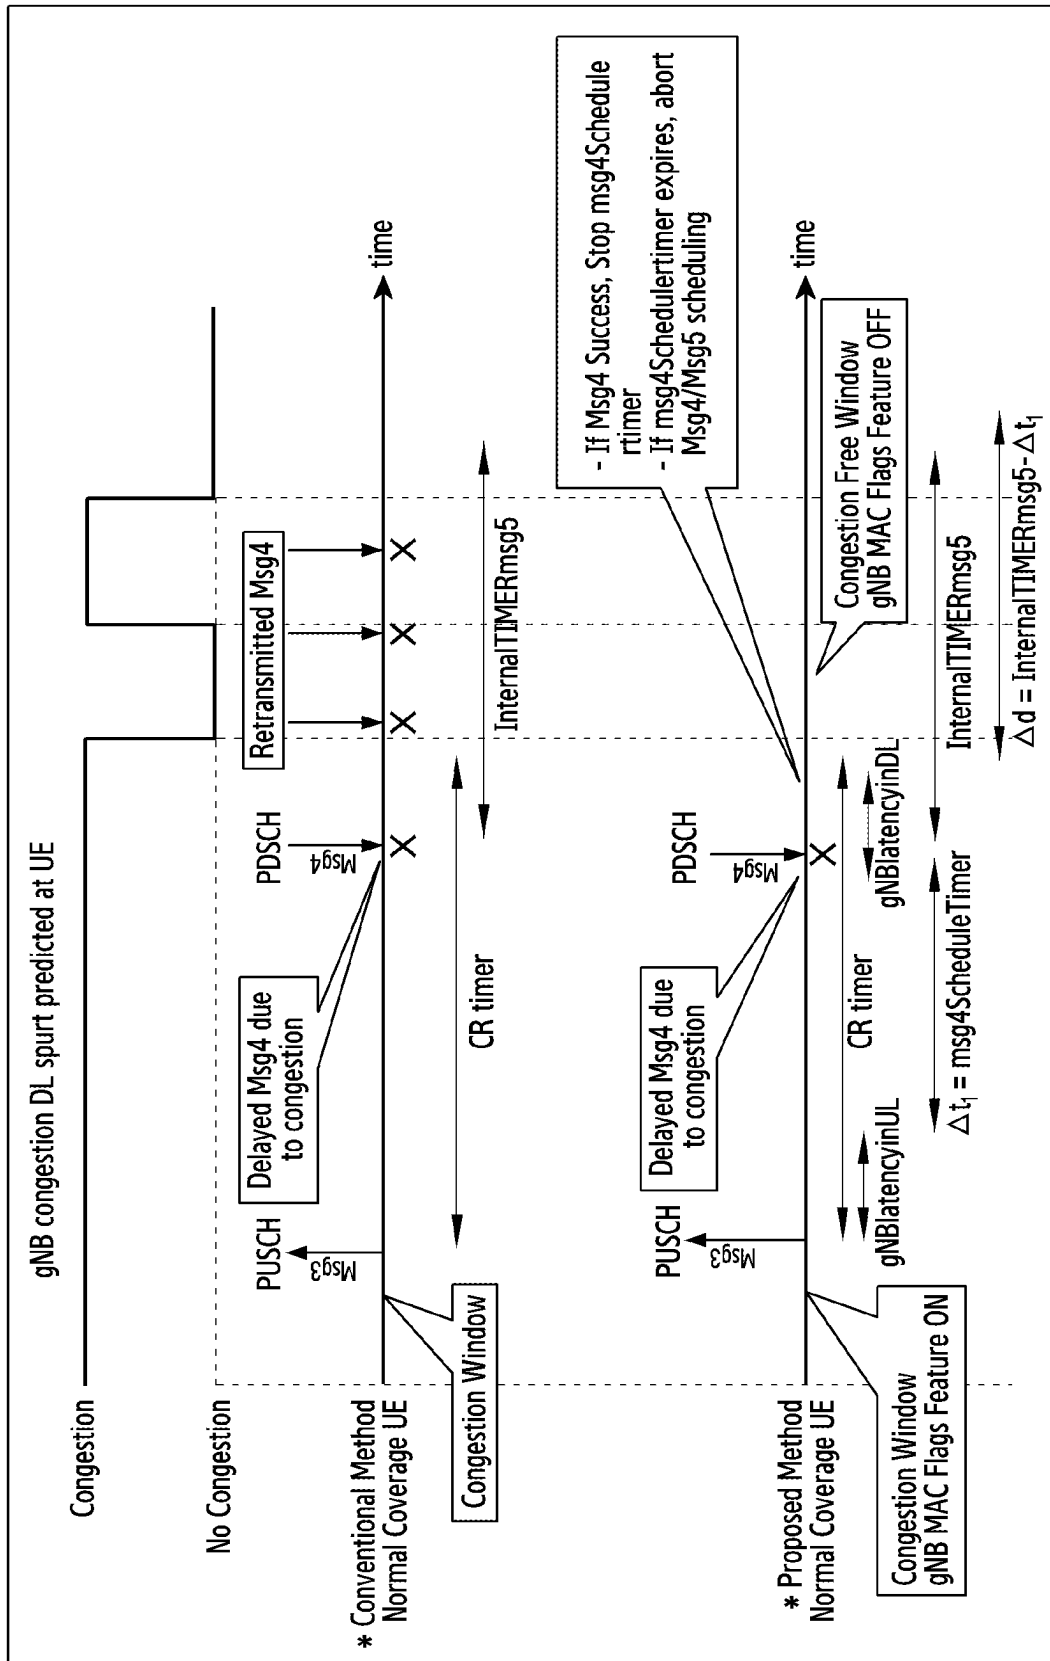 gNB congestion DL spurt predicted at UE
Congestion
No Congestion
Retransmitted Msg4
PUSCH
Msg3
Delayed Msg4 due
to congestion
PDSCH
Msg4
* Conventional Method
Normal Coverage UE
time
Congestion Window
CR timer
InternalTIMERmsg5
- If Msg4 Success, Stop msg4Schedule
rtimer
- If msg4Schedulertimer expires, abort
Msg4/Msg5 scheduling
PUSCH
Msg3
Delayed Msg4 due
to congestion
PDSCH
Msg4
* Proposed Method
Normal Coverage UE
time
Congestion Window
gNB MAC Flags Feature ON
Congestion Free Window
gNB MAC Flags Feature OFF
CR timer
gNBlatencyinUL
gNBlatencyinDL
△t₁ = msg4ScheduleTimer
InternalTIMERmsg5
△d = InternalTIMERmsg5-△t₁